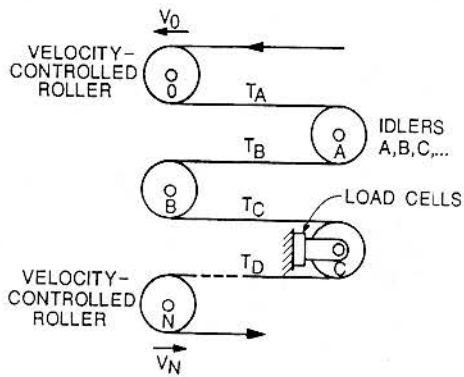 V0
VELOCITY-
CONTROLLED
ROLLER
O
TA
IDLERS
A,B,C,...
A
TB
B
TC
LOAD CELLS
C
TD
VELOCITY-
CONTROLLED
ROLLER
N
VN